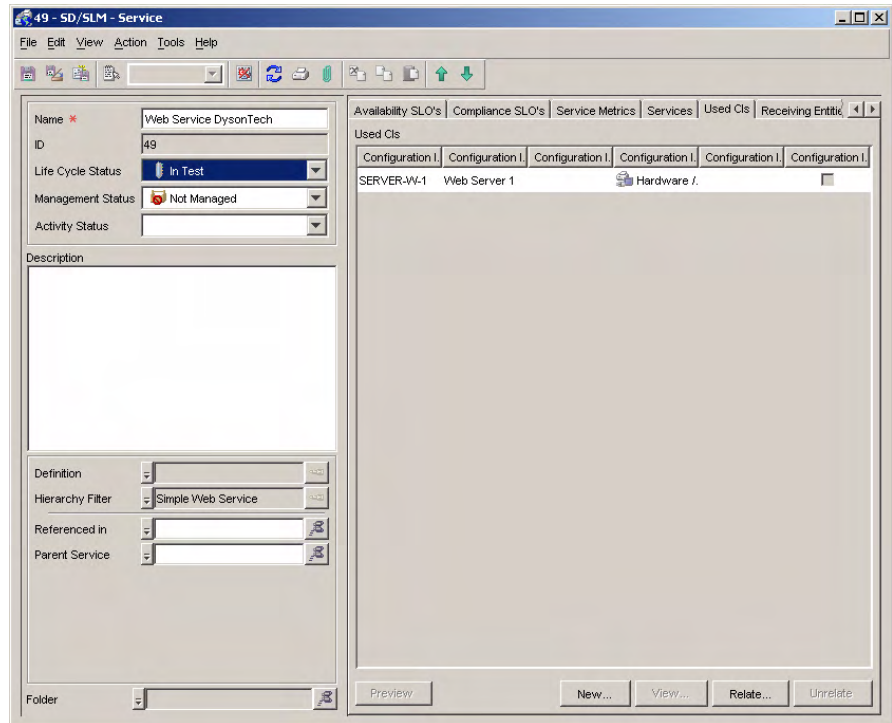 49 - SD/SLM - Service
File Edit View Action Tools Help
Name *
Web Service DysonTech
ID
49
Life Cycle Status
In Test
Management Status
Not Managed
Activity Status
Description
Definition
Hierarchy Filter
Simple Web Service
Referenced in
Parent Service
Folder
Availability SLO's Compliance SLO's Service Metrics Services Used CIs Receiving Entitie
Used CIs
Configuration I. Configuration I. Configuration I. Configuration I. Configuration I. Configuration I.
SERVER-W-1 Web Server 1 Hardware /.
Preview New... View... Relate... Unrelate